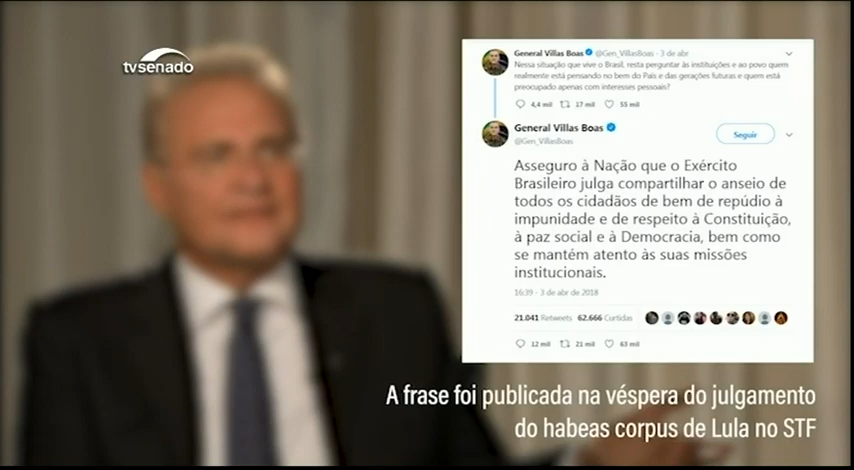 tvsenado
General Villas Boas @Gen_VillasBoas · 3 de abr
Nessa situação que vive o Brasil, resta perguntar às instituições e ao povo quem
realmente está pensando no bem do País e das gerações futuras e quem está
preocupado apenas com interesses pessoais?
4,4 mil 17 mil 55 mil
General Villas Boas
@Gen_VillasBoas
Seguir
Asseguro à Nação que o Exército
Brasileiro julga compartilhar o anseio de
todos os cidadãos de bem de repúdio à
impunidade e de respeito à Constituição,
à paz social e à Democracia, bem como
se mantém atento às suas missões
institucionais.
16:39 - 3 de abr de 2018
21.041 Retweets 62.666 Curtidas
12 mil 21 mil 63 mil
A frase foi publicada na véspera do julgamento
do habeas corpus de Lula no STF